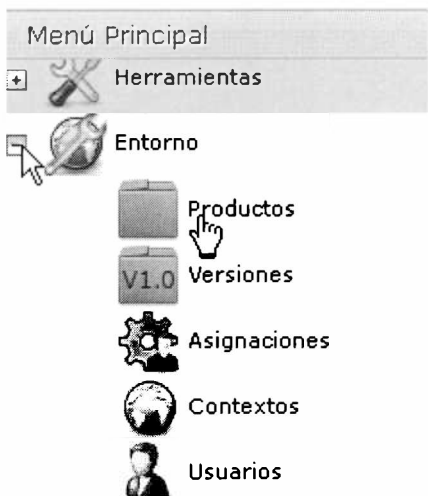 Menú Principal
Herramientas
Entorno
Productos
V1.0 Versiones
Asignaciones
Contextos
Usuarios